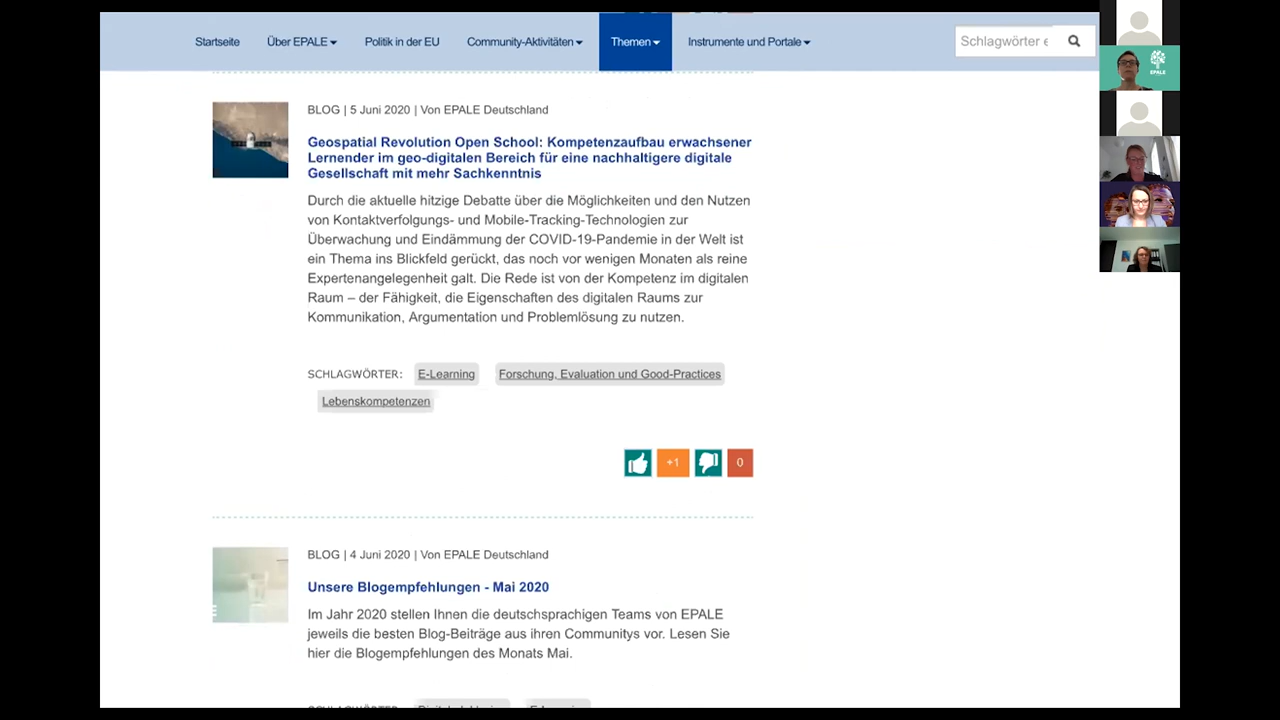 Startseite
Über EPALE
Politik in der EU
Community-Aktivitäten
Themen
Instrumente und Portale
Schlagwörter e
EPALE
BLOG | 5 Juni 2020 | Von EPALE Deutschland
Geospatial Revolution Open School: Kompetenzaufbau erwachsener
Lernender im geo-digitalen Bereich für eine nachhaltigere digitale
Gesellschaft mit mehr Sachkenntnis
Durch die aktuelle hitzige Debatte über die Möglichkeiten und den Nutzen
von Kontaktverfolgungs- und Mobile-Tracking-Technologien zur
Überwachung und Eindämmung der COVID-19-Pandemie in der Welt ist
ein Thema ins Blickfeld gerückt, das noch vor wenigen Monaten als reine
Expertenangelegenheit galt. Die Rede ist von der Kompetenz im digitalen
Raum – der Fähigkeit, die Eigenschaften des digitalen Raums zur
Kommunikation, Argumentation und Problemlösung zu nutzen.
SCHLAGWÖRTER: E-Learning Forschung, Evaluation und Good-Practices
Lebenskompetenzen
+1 0
BLOG | 4 Juni 2020 | Von EPALE Deutschland
Unsere Blogempfehlungen - Mai 2020
Im Jahr 2020 stellen Ihnen die deutschsprachigen Teams von EPALE
jeweils die besten Blog-Beiträge aus ihren Communitys vor. Lesen Sie
hier die Blogempfehlungen des Monats Mai.